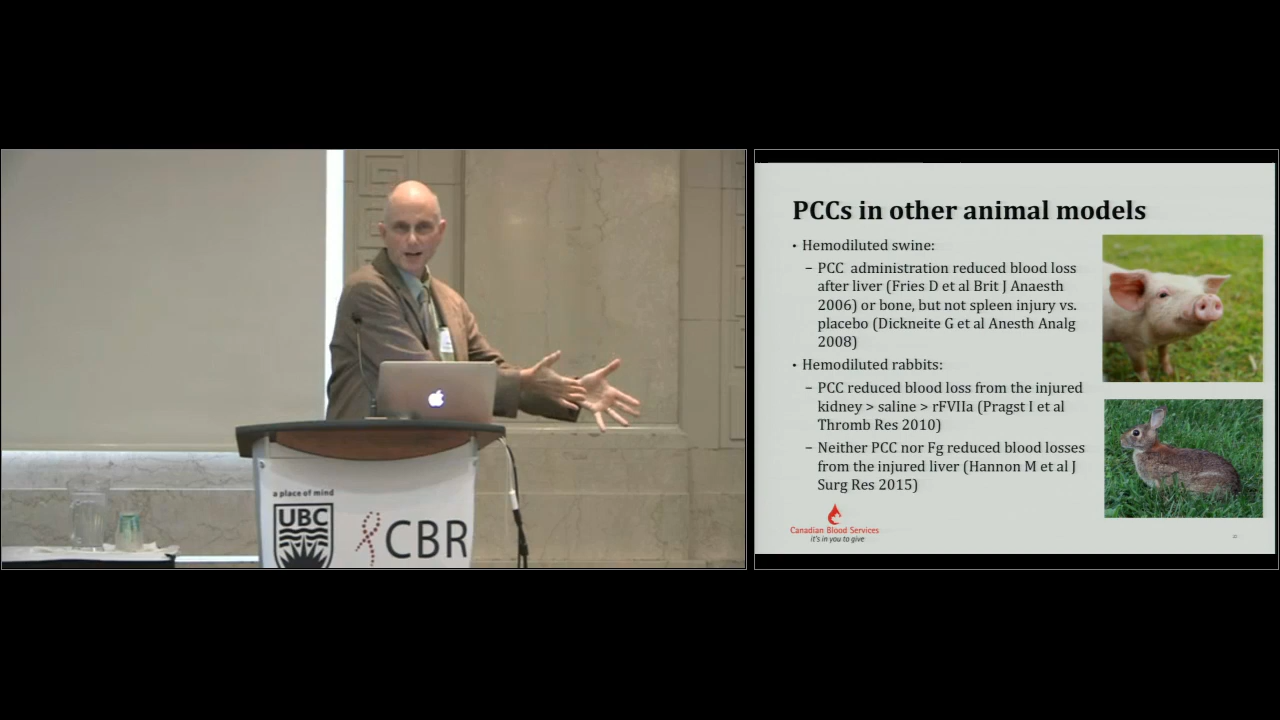 a place of mind
UBC
CBR
PCCs in other animal models
• Hemodiluted swine:
– PCC administration reduced blood loss
after liver (Fries D et al Brit J Anaesth
2006) or bone, but not spleen injury vs.
placebo (Dickneite G et al Anesth Analg
2008)
• Hemodiluted rabbits:
– PCC reduced blood loss from the injured
kidney > saline > rFVIIa (Pragst I et al
Thromb Res 2010)
– Neither PCC nor Fg reduced blood losses
from the injured liver (Hannon M et al J
Surg Res 2015)
Canadian Blood Services
it's in you to give